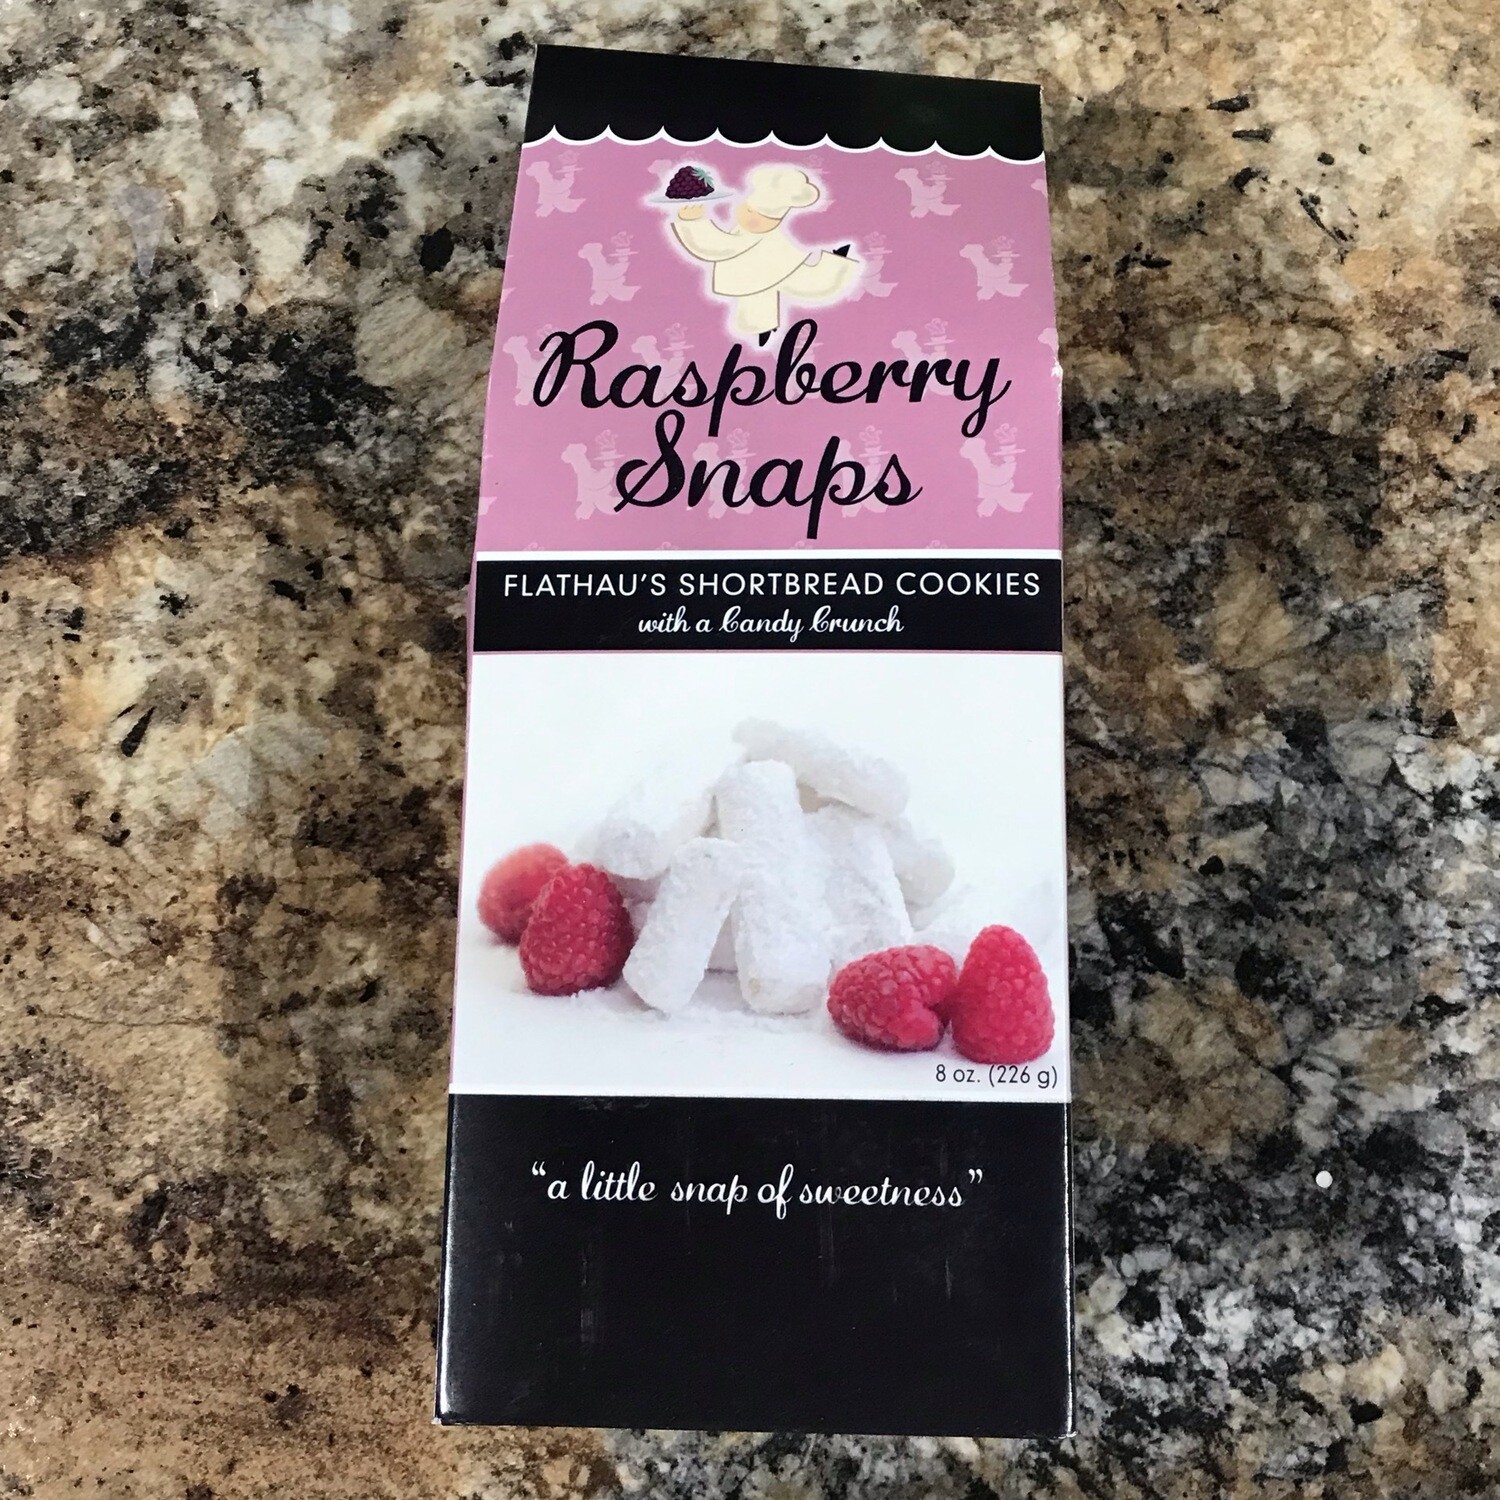 Raspberry
Snaps
FLATHAU'S SHORTBREAD COOKIES
with a Candy Crunch
8 oz. (226 g)
“a little snap of sweetness”